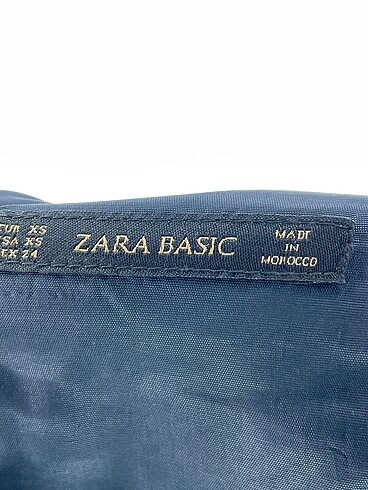 EUR XS
USA XS
MEX 24
ZARA BASIC
MADE
IN
MOROCCO